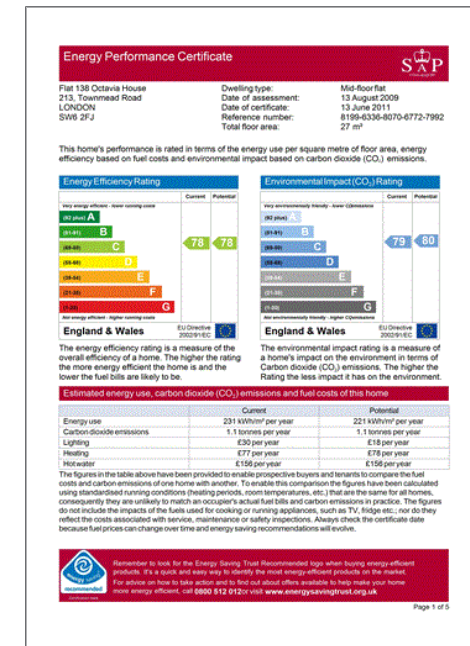 Energy Performance Certificate
SAP
Flat 138 Octavia House
213, Townmead Road
LONDON
SW6 2FJ
Dwelling type: Mid-floor flat
Date of assessment: 13 August 2009
Date of certificate: 13 June 2011
Reference number: 8199-6336-8070-6772-7992
Total floor area: 27 m²
This home's performance is rated in terms of the energy use per square metre of floor area, energy
efficiency based on fuel costs and environmental impact based on carbon dioxide (CO₂) emissions.
Energy Efficiency Rating
Current Potential
Very energy efficient - lower running costs
(92 plus) A
(81-91) B
(69-80) C
(55-68) D
(39-54) E
(21-38) F
(1-20) G
78 78
Not energy efficient - higher running costs
England & Wales
EU Directive
2002/91/EC
The energy efficiency rating is a measure of the
overall efficiency of a home. The higher the rating
the more energy efficient the home is and the
lower the fuel bills are likely to be.
Environmental Impact (CO₂) Rating
Current Potential
Very environmentally friendly - lower CO₂ emissions
(92 plus) A
(81-91) B
(69-80) C
(55-68) D
(39-54) E
(21-38) F
(1-20) G
79 80
Not environmentally friendly - higher CO₂ emissions
England & Wales
EU Directive
2002/91/EC
The environmental impact rating is a measure of
a home's impact on the environment in terms of
Carbon dioxide (CO₂) emissions. The higher the
Rating the less impact it has on the environment.
Estimated energy use, carbon dioxide (CO₂) emissions and fuel costs of this home
Current Potential
Energy use 231 kWh/m² per year 221 kWh/m² per year
Carbon dioxide emissions 1.1 tonnes per year 1.1 tonnes per year
Lighting £30 per year £18 per year
Heating £77 per year £78 per year
Hot water £156 per year £156 per year
The figures in the table above have been provided to enable prospective buyers and tenants to compare the fuel
costs and carbon emissions of one home with another. To enable this comparison the figures have been calculated
using standardised running conditions (heating periods, room temperatures, etc.) that are the same for all homes,
consequently they are unlikely to match an occupier's actual fuel bills and carbon emissions in practice. The figures
do not include the impacts of the fuels used for cooking or running appliances, such as TV, fridge etc.; nor do they
reflect the costs associated with service, maintenance or safety inspections. Always check the certificate date
because fuel prices can change over time and energy saving recommendations will evolve.
energy saving
recommended
Remember to look for the Energy Saving Trust Recommended logo when buying energy-efficient
products. It's a quick and easy way to identify the most energy-efficient products on the market.
For advice on how to take action and to find out about offers available to help make your home
more energy efficient, call 0800 512 012 or visit www.energysavingtrust.org.uk
Page 1 of 5